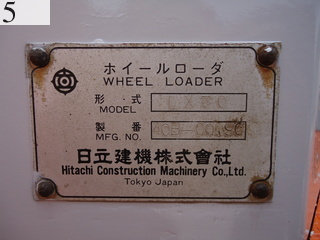 5
ホイールローダ
WHEEL LOADER
形・式
MODEL
製番
MFG. NO.
日立建機株式會社
Hitachi Construction Machinery Co.,Ltd.
Tokyo Japan